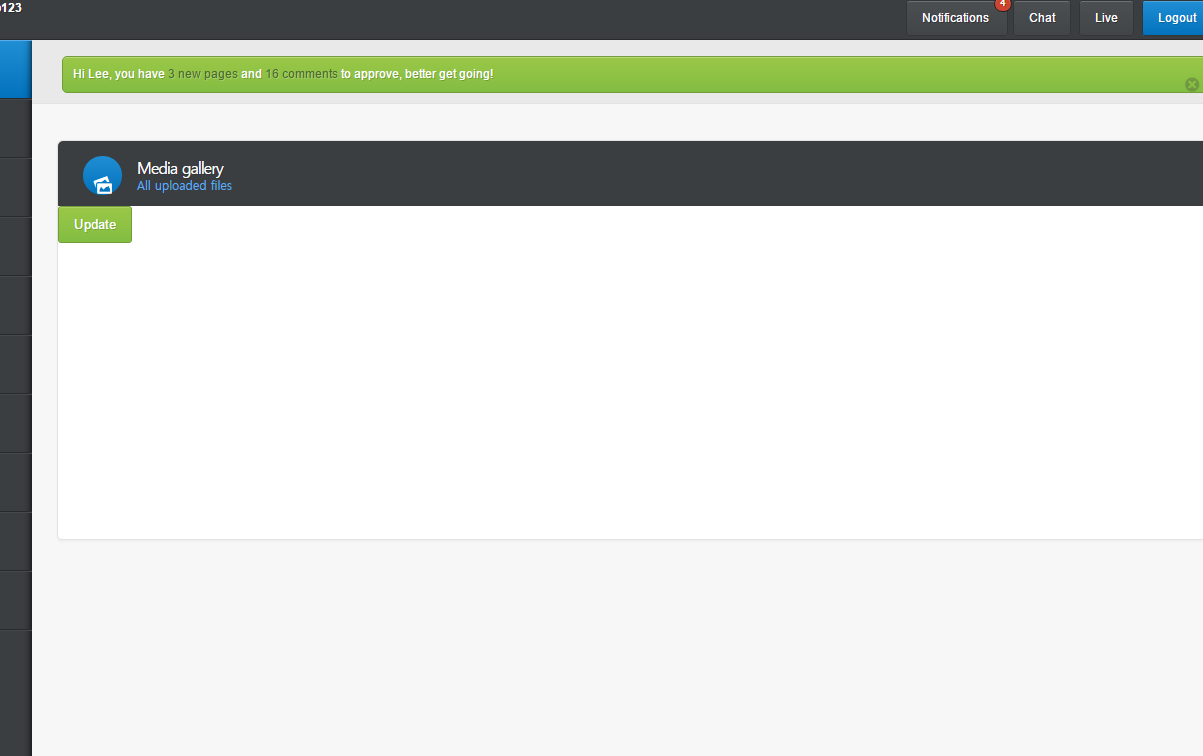 123
Notifications 4 Chat Live Logout
Hi Lee, you have 3 new pages and 16 comments to approve, better get going!
Media gallery
All uploaded files
Update